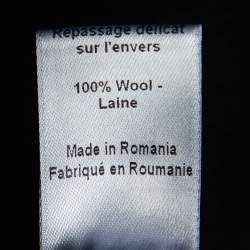 Repassage délicat
sur l'envers
100% Wool -
Laine
Made in Romania
Fabriqué en Roumanie